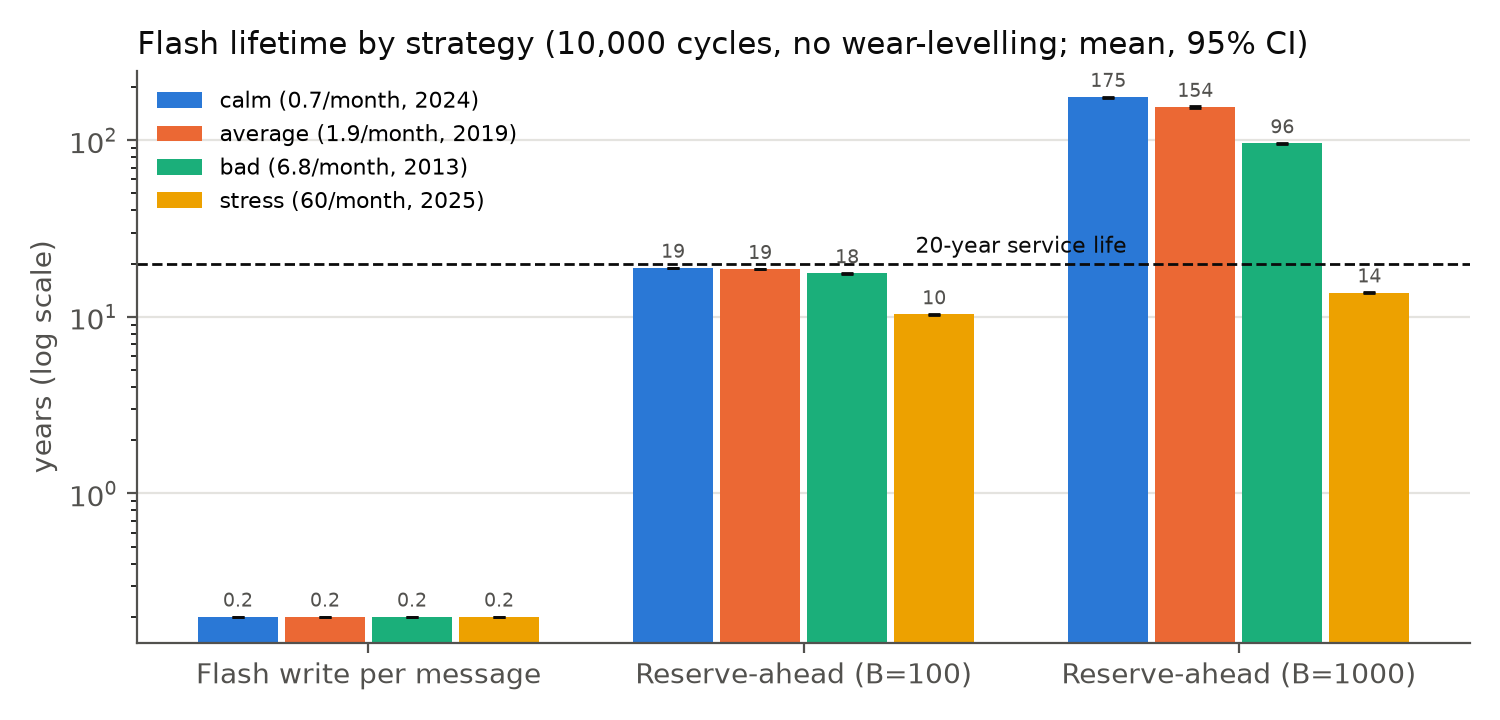 Flash lifetime by strategy (10,000 cycles, no wear-levelling; mean, 95% CI)
calm (0.7/month, 2024)
average (1.9/month, 2019)
bad (6.8/month, 2013)
stress (60/month, 2025)
years (log scale)
10²
10¹
10⁰
20-year service life
0.2 0.2 0.2 0.2
19 19 18 10
175 154 96 14
Flash write per message
Reserve-ahead (B=100)
Reserve-ahead (B=1000)